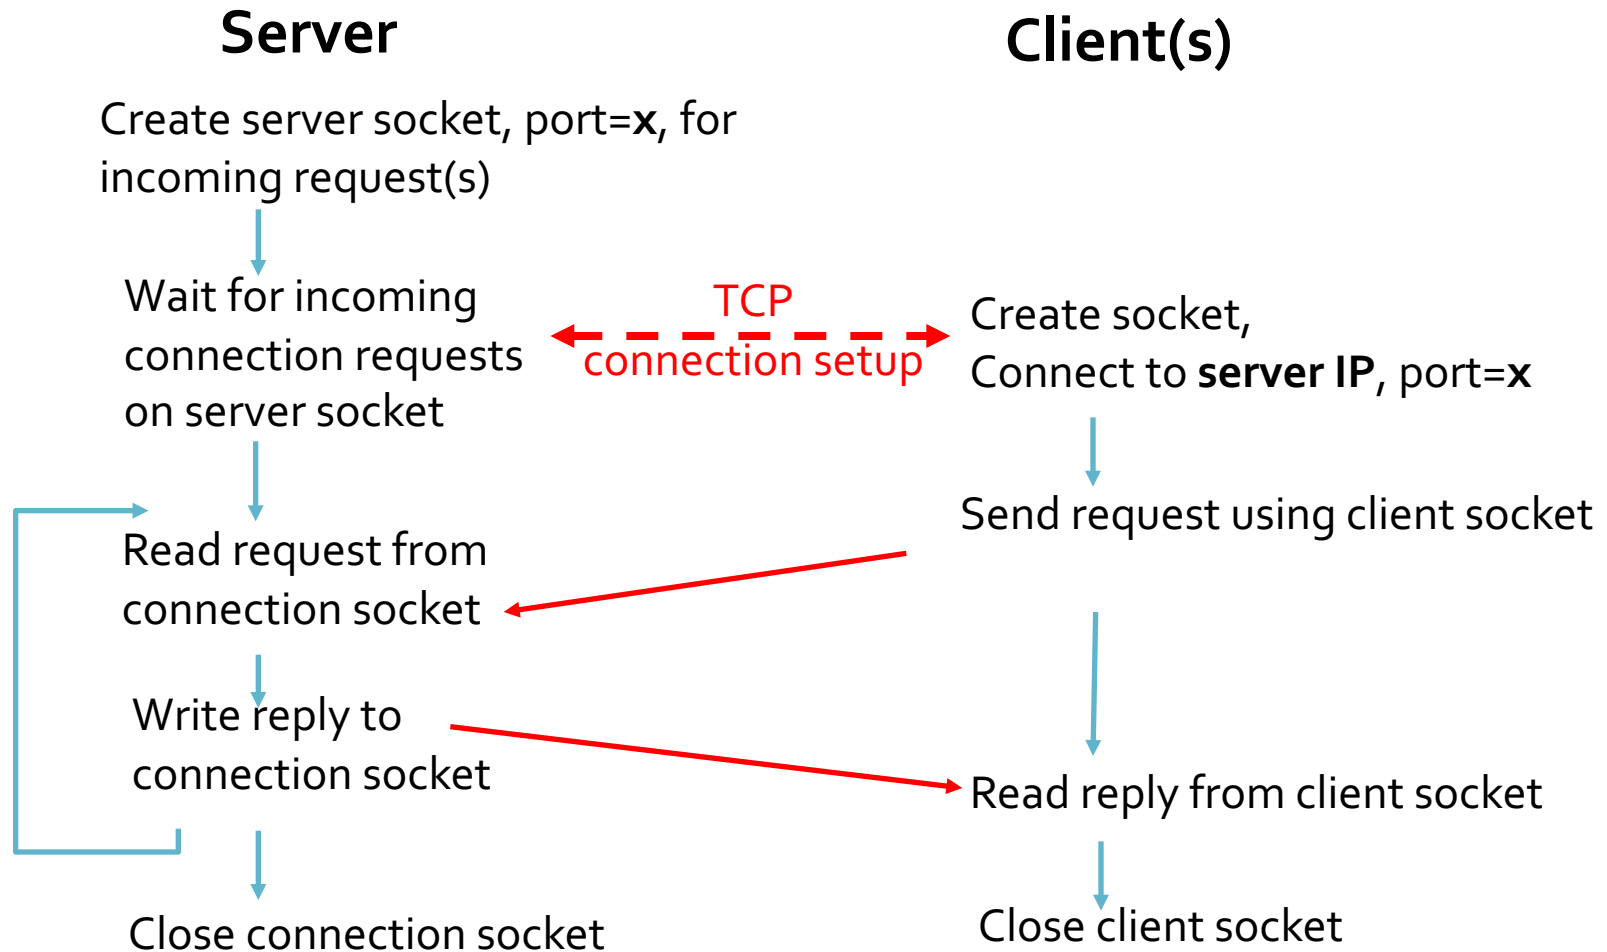 Server
Create server socket, port=x, for
incoming request(s)
Wait for incoming
connection requests
on server socket
Read request from
connection socket
Write reply to
connection socket
Close connection socket
TCP
connection setup
Client(s)
Create socket,
Connect to server IP, port=x
Send request using client socket
Read reply from client socket
Close client socket